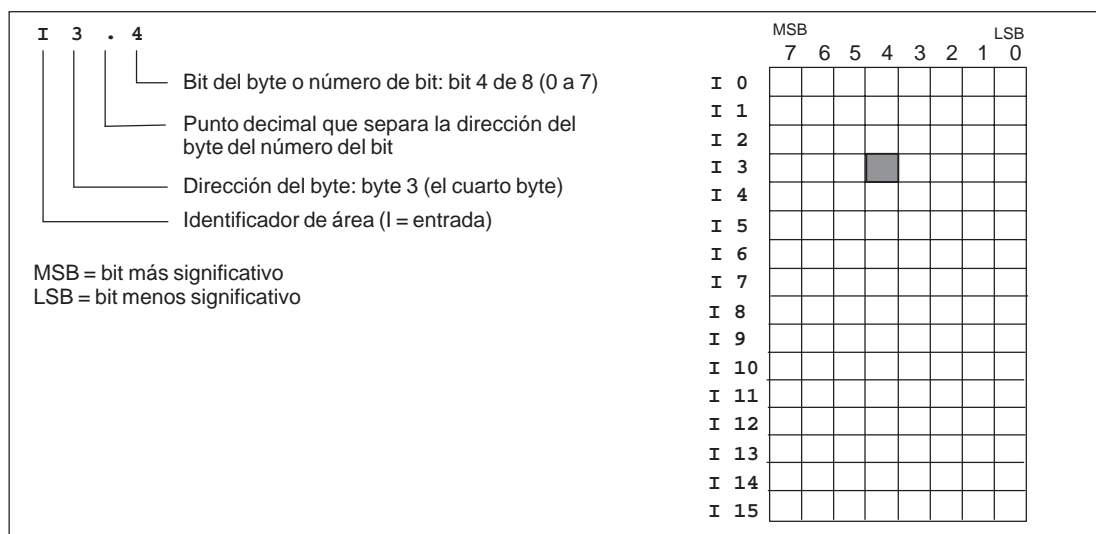 I 3 . 4
Bit del byte o número de bit: bit 4 de 8 (0 a 7)
Punto decimal que separa la dirección del
byte del número del bit
Dirección del byte: byte 3 (el cuarto byte)
Identificador de área (I = entrada)
MSB = bit más significativo
LSB = bit menos significativo
MSB LSB
7 6 5 4 3 2 1 0
I 0
I 1
I 2
I 3
I 4
I 5
I 6
I 7
I 8
I 9
I 10
I 11
I 12
I 13
I 14
I 15